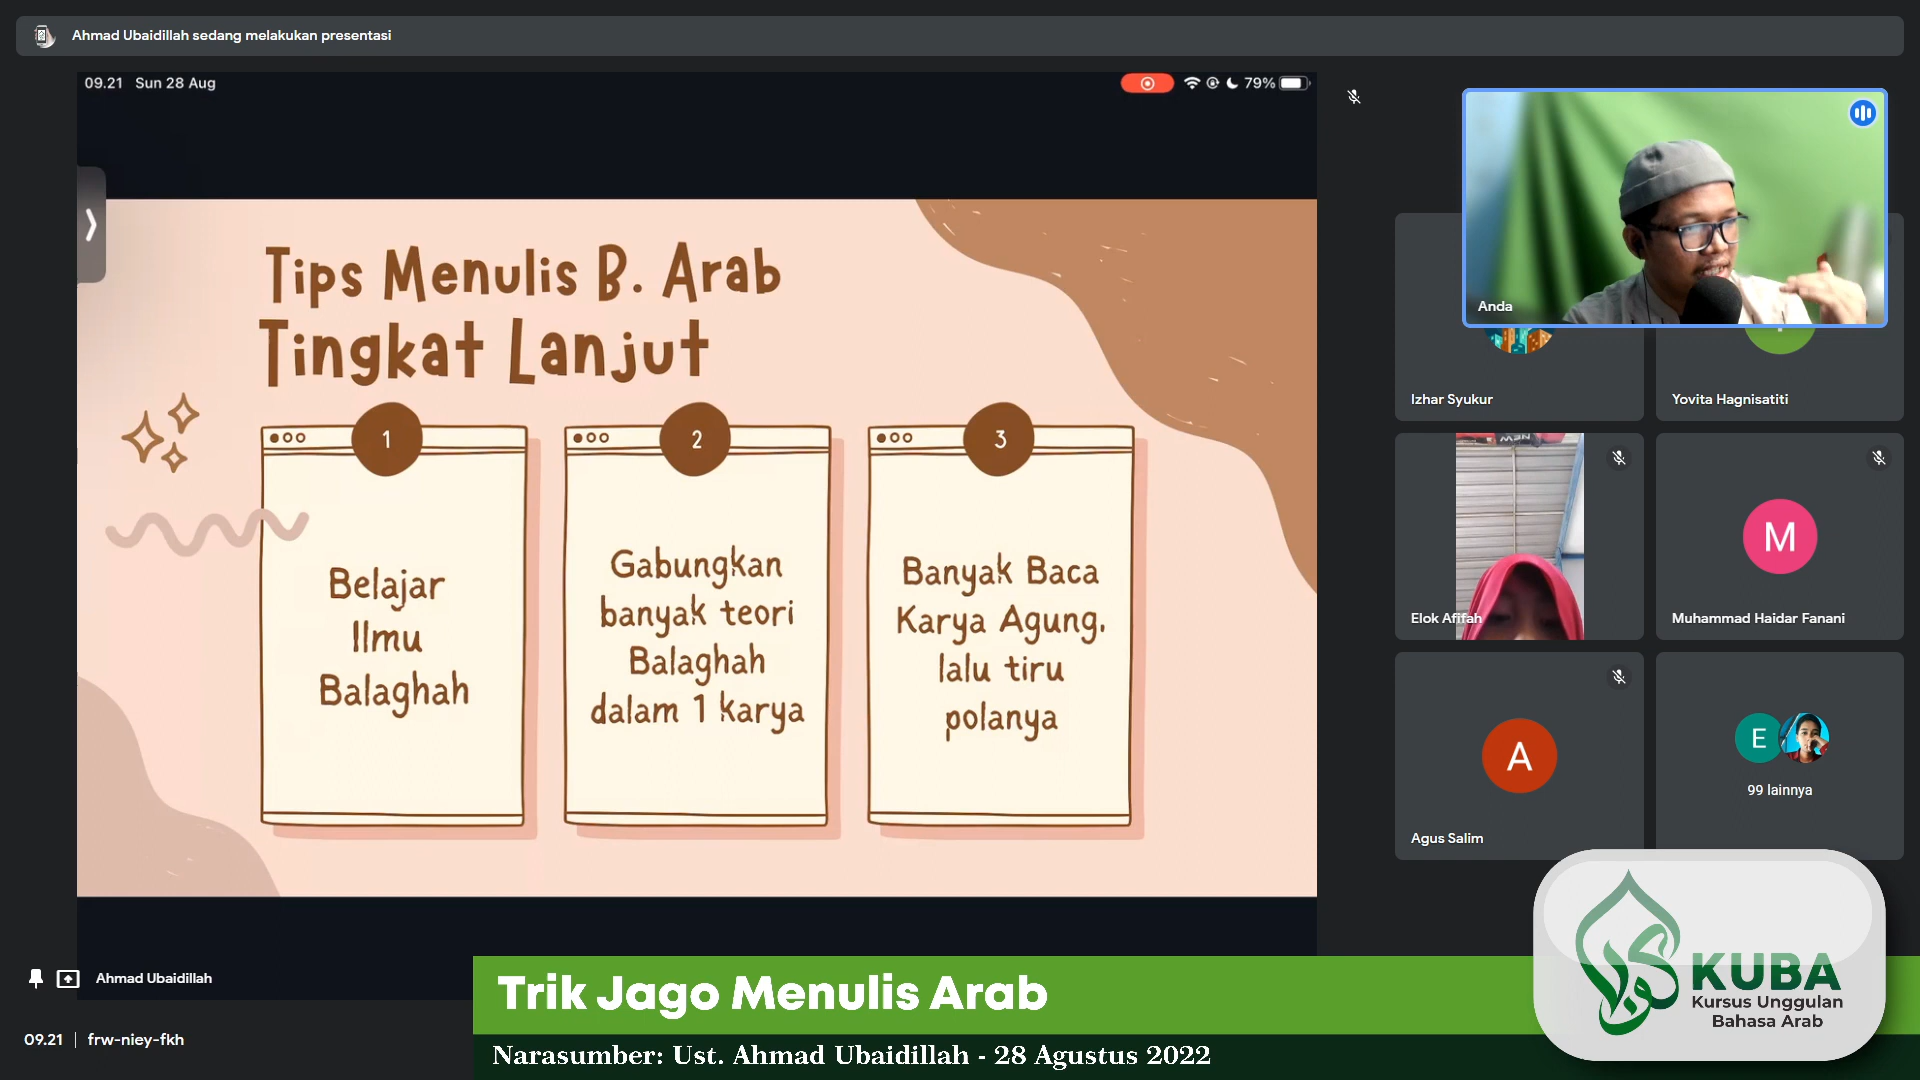 Ahmad Ubaidillah sedang melakukan presentasi
09.21 Sun 28 Aug
79%
Tips Menulis B. Arab
Tingkat Lanjut
1
Belajar
Ilmu
Balaghah
2
Gabungkan
banyak teori
Balaghah
dalam 1 karya
3
Banyak Baca
Karya Agung,
lalu tiru
polanya
Anda
Izhar Syukur
Yovita Hagnisatiti
Elok Afifah
M
Muhammad Haidar Fanani
A
Agus Salim
E
99 lainnya
Ahmad Ubaidillah
09.21 | frw-niey-fkh
Trik Jago Menulis Arab
Narasumber: Ust. Ahmad Ubaidillah - 28 Agustus 2022
KUBA
Kursus Unggulan
Bahasa Arab